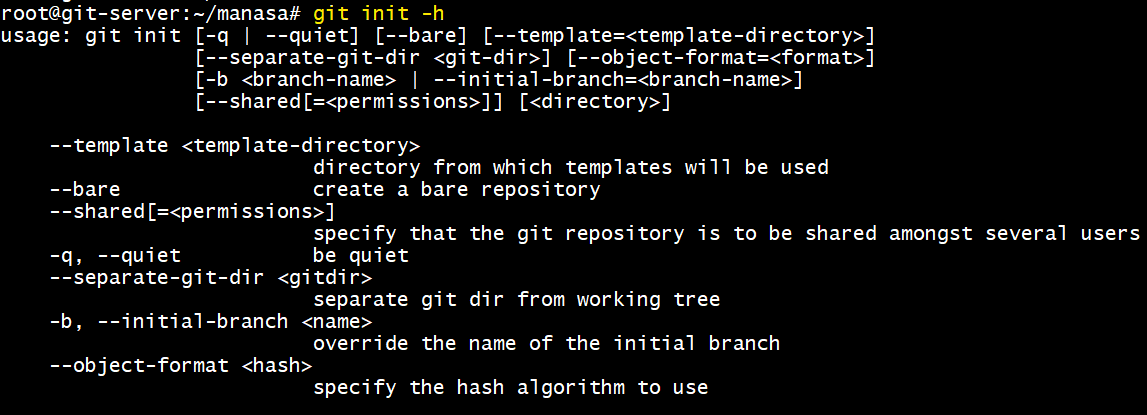 root@git-server:~/manasa# git init -h
usage: git init [-q | --quiet] [--bare] [--template=<template-directory>]
                [--separate-git-dir <git-dir>] [--object-format=<format>]
                [-b <branch-name> | --initial-branch=<branch-name>]
                [--shared[=<permissions>]] [<directory>]

    --template <template-directory>
                          directory from which templates will be used
    --bare                create a bare repository
    --shared[=<permissions>]
                          specify that the git repository is to be shared amongst several users
    -q, --quiet           be quiet
    --separate-git-dir <gitdir>
                          separate git dir from working tree
    -b, --initial-branch <name>
                          override the name of the initial branch
    --object-format <hash>
                          specify the hash algorithm to use